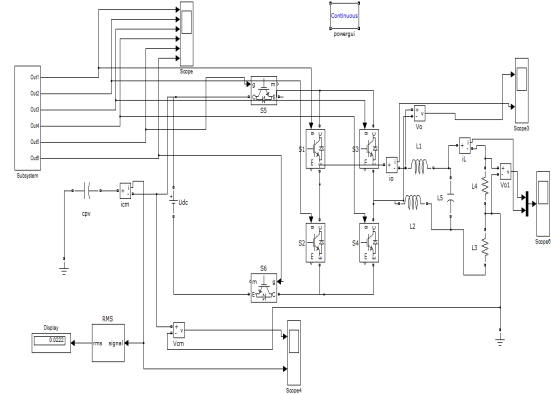 Continuous
powergui
Scope
Out1
Out2
Out3
Out4
Out5
Out6
Subsystem
g m
C E
S5
Scope3
+
-
v
Vo
S1
S3
L1
i
+
-
io
i
+
-
iL
L4
+
-
v
Vo1
Scope5
cpv
i
+
-
icm
+
Udc
L2
L5
L3
S2
S4
S6
m g
E C
Display
0.0222
RMS
rms signal
+
-
v
Vcm
Scope4